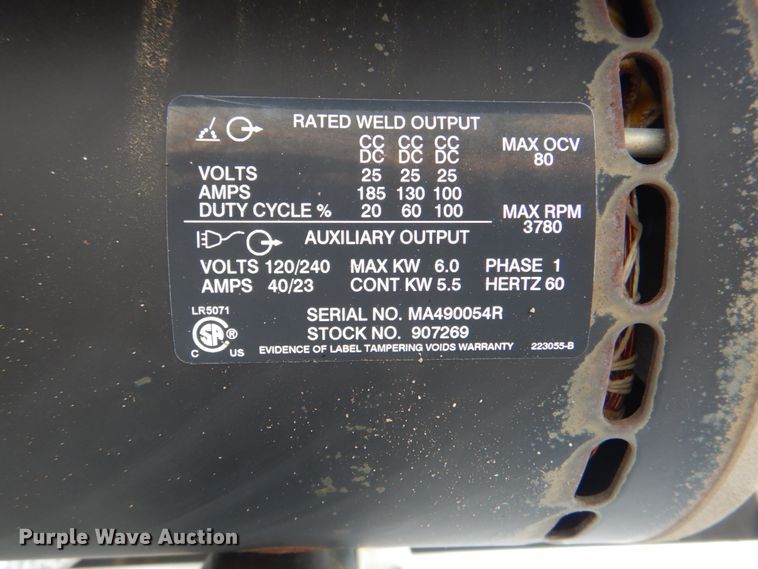 RATED WELD OUTPUT
CC CC CC
DC DC DC
MAX OCV
80
VOLTS 25 25 25
AMPS 185 130 100
DUTY CYCLE % 20 60 100
MAX RPM
3780
AUXILIARY OUTPUT
VOLTS 120/240 MAX KW 6.0 PHASE 1
AMPS 40/23 CONT KW 5.5 HERTZ 60
LR5071
SERIAL NO. MA490054R
SA ®
STOCK NO. 907269
C US
EVIDENCE OF LABEL TAMPERING VOIDS WARRANTY 223055-B
Purple Wave Auction